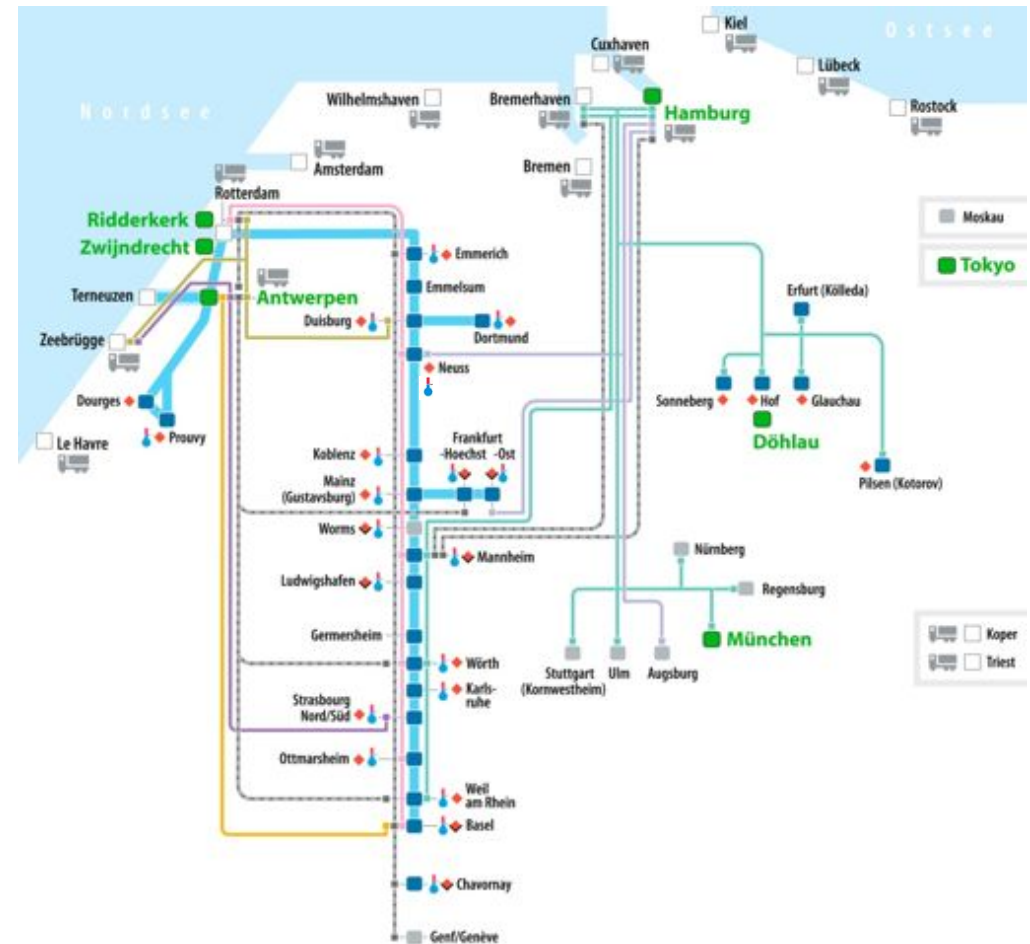 Kiel
Ostsee
Cuxhaven
Lübeck
Nordsee
Wilhelmshaven
Bremerhaven
Hamburg
Rostock
Amsterdam
Bremen
Rotterdam
Ridderkerk
Moskau
Zwijndrecht
Emmerich
Tokyo
Terneuzen
Antwerpen
Emmelsum
Erfurt (Kölleda)
Duisburg
Dortmund
Zeebrügge
Neuss
Dourges
Sonneberg
Hof
Glauchau
Prouvy
Döhlau
Le Havre
Koblenz
Frankfurt
-Hoechst
-Ost
Pilsen (Kotorov)
Mainz
(Gustavsburg)
Worms
Mannheim
Nürnberg
Ludwigshafen
Regensburg
Germersheim
München
Koper
Wörth
Stuttgart
(Kornwestheim)
Ulm
Augsburg
Triest
Karls-
ruhe
Strasbourg
Nord/Süd
Ottmarsheim
Weil
am Rhein
Basel
Chavornay
Genf/Genève